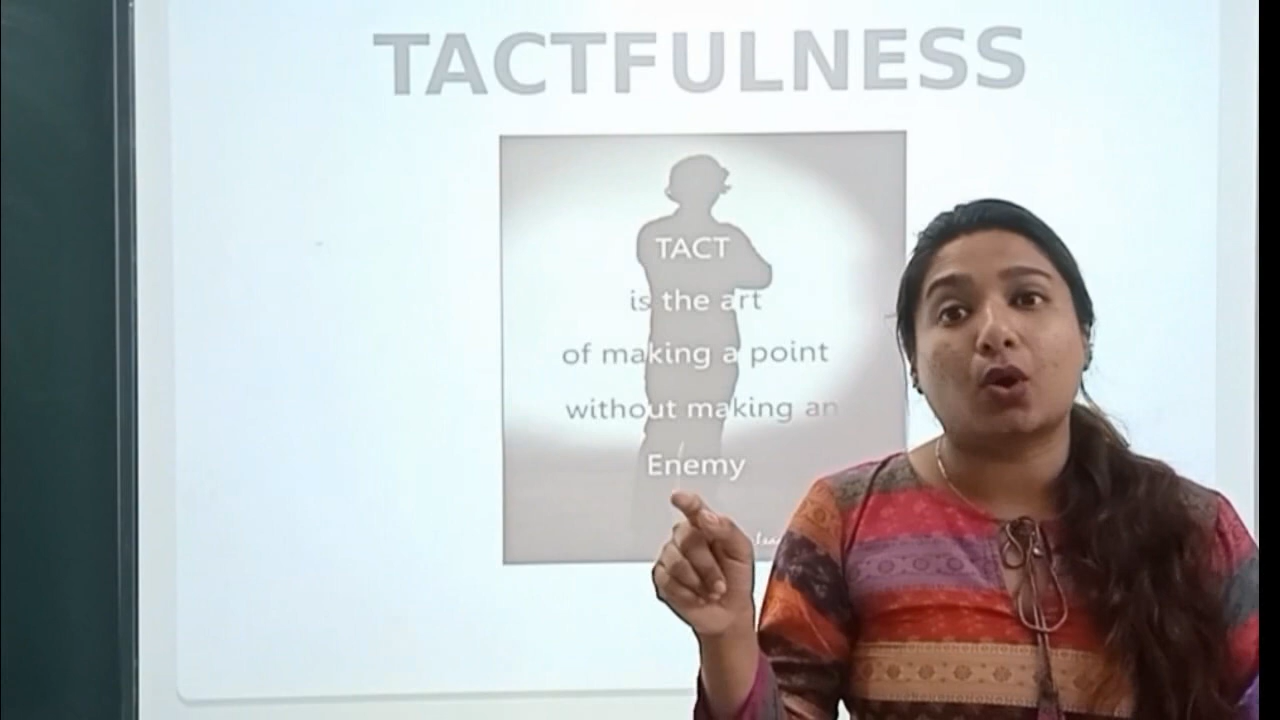 TACTFULNESS
TACT
is the art
of making a point
without making an
Enemy